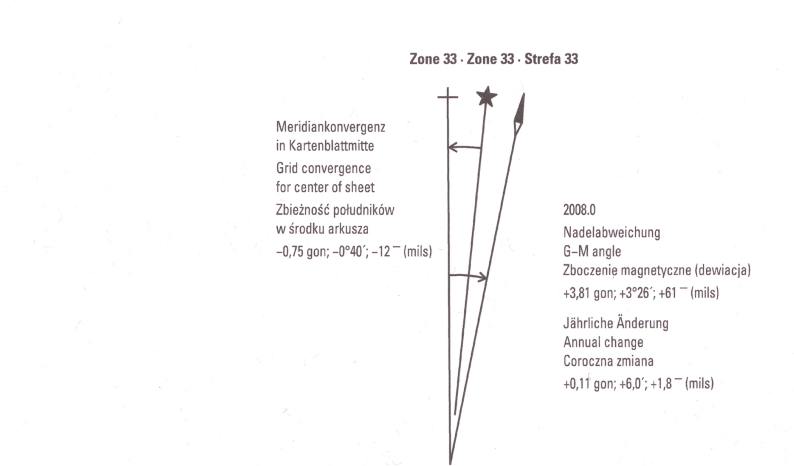 Zone 33 · Zone 33 · Strefa 33
Meridiankonvergenz
in Kartenblattmitte
Grid convergence
for center of sheet
Zbieżność południków
w środku arkusza
–0,75 gon; –0°40´; –12 ¯ (mils)
2008.0
Nadelabweichung
G–M angle
Zboczenie magnetyczne (dewiacja)
+3,81 gon; +3°26´; +61 ¯ (mils)
Jährliche Änderung
Annual change
Coroczna zmiana
+0,11 gon; +6,0´; +1,8 ¯ (mils)